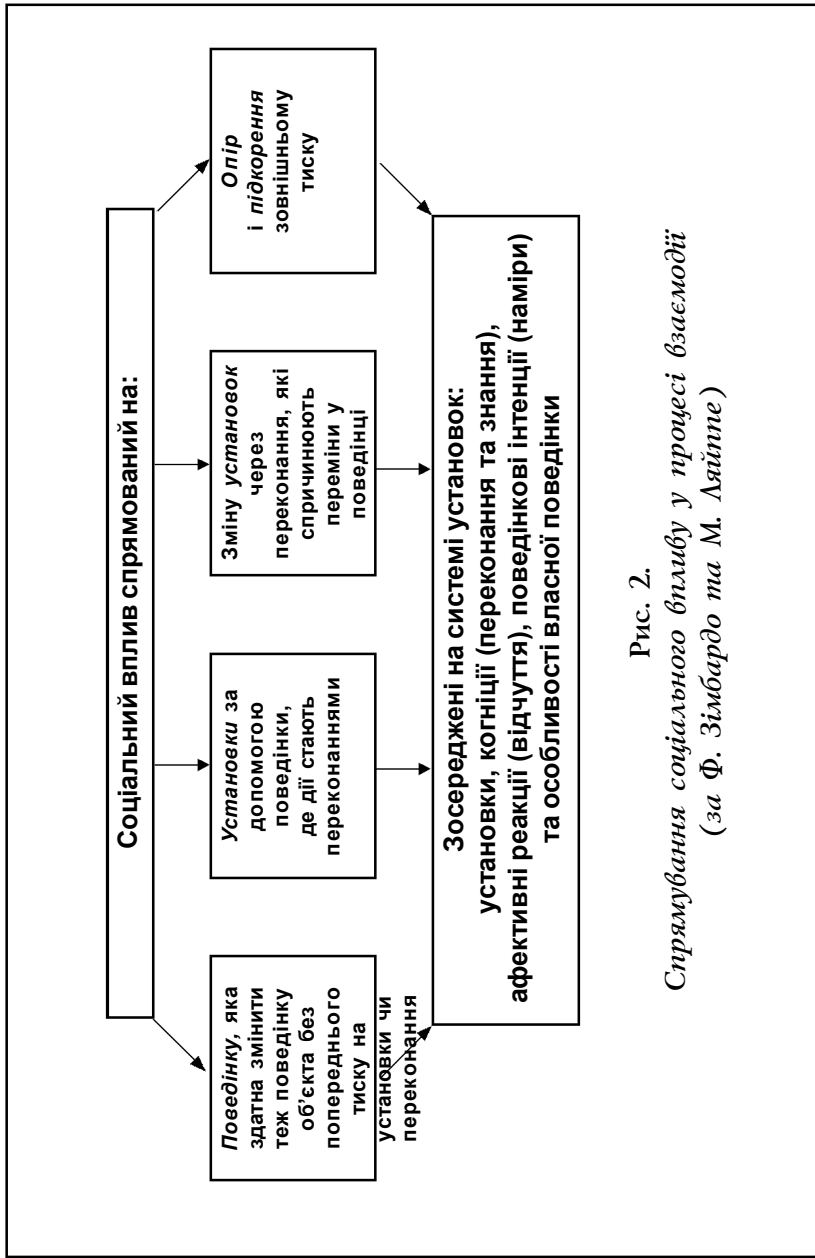 Соціальний вплив спрямований на:
Поведінку, яка
здатна змінити
теж поведінку
об’єкта без
попереднього
тиску на
установки чи
переконання
Установки за
допомогою
поведінки,
де дії стають
переконаннями
Зміну установок
через
переконання, які
спричинюють
переміни у
поведінці
Опір
і підкорення
зовнішньому
тиску
Зосереджені на системі установок:
установки, когніції (переконання та знання),
афективні реакції (відчуття), поведінкові інтенції (наміри)
та особливості власної поведінки
Рис. 2.
Спрямування соціального впливу у процесі взаємодії
(за Ф. Зімбардо та М. Ляйппе)